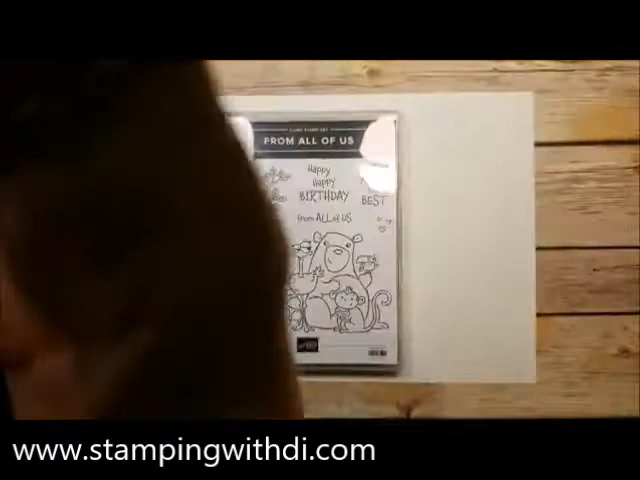 FROM ALL OF US
Happy
Happy
BIRTHDAY
BEST
from ALL of US
www.stampingwithdi.com